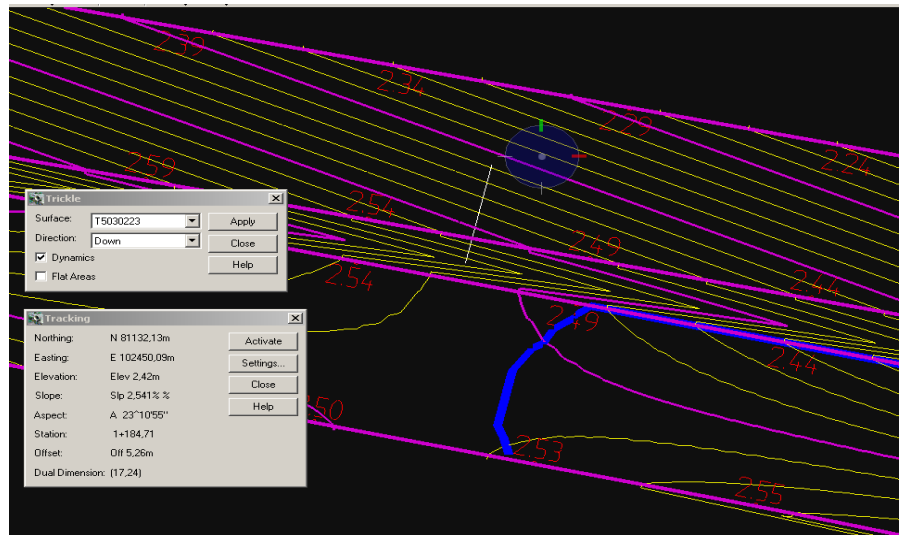 2.39
2.34
2.29
2.24
2.59
2.54
2.49
2.44
2.54
2.49
2.44
2.50
2.53
2.55
Trickle
Surface: T5030223 Apply
Direction: Down Close
Dynamics Help
Flat Areas
Tracking
Northing: N 81132,13m Activate
Easting: E 102450,09m Settings...
Elevation: Elev 2,42m Close
Slope: Slp 2,541% % Help
Aspect: A 23^10'55"
Station: 1+184,71
Offset: Off 5,26m
Dual Dimension: (17,24)